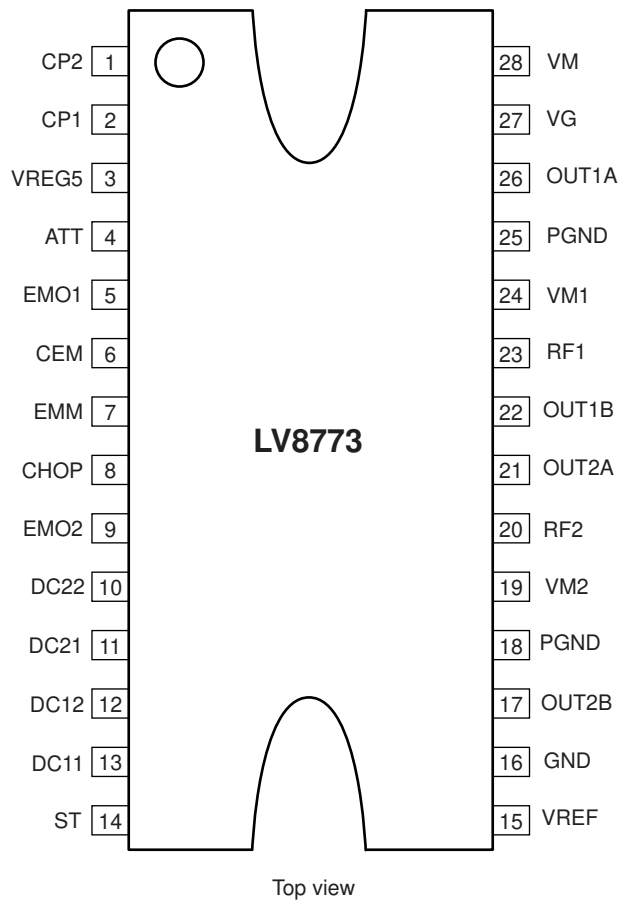 CP2 1 28 VM
CP1 2 27 VG
VREG5 3 26 OUT1A
ATT 4 25 PGND
EMO1 5 24 VM1
CEM 6 23 RF1
EMM 7 22 OUT1B
LV8773
CHOP 8 21 OUT2A
EMO2 9 20 RF2
DC22 10 19 VM2
DC21 11 18 PGND
DC12 12 17 OUT2B
DC11 13 16 GND
ST 14 15 VREF
Top view